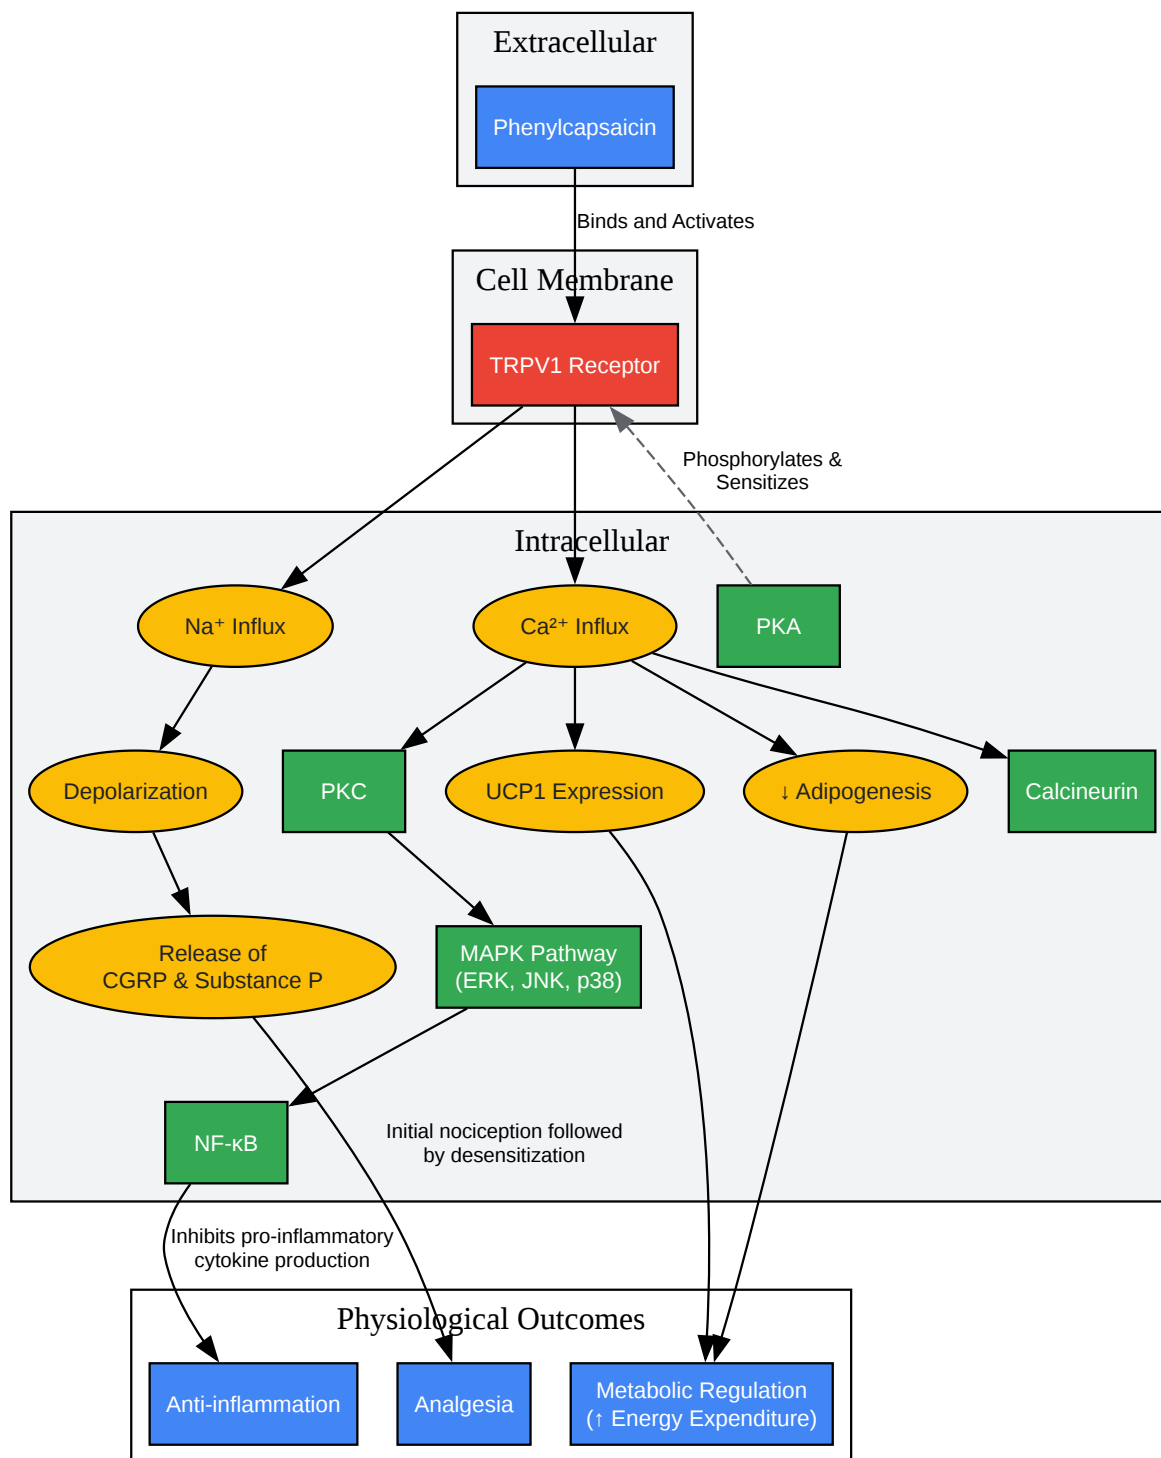 Extracellular
Phenylcapsaicin
Binds and Activates
Cell Membrane
TRPV1 Receptor
Phosphorylates &
Sensitizes
Intracellular
Na⁺ Influx
Ca²⁺ Influx
PKA
Depolarization
PKC
UCP1 Expression
↓ Adipogenesis
Calcineurin
Release of
CGRP & Substance P
MAPK Pathway
(ERK, JNK, p38)
NF-κB
Initial nociception followed
by desensitization
Inhibits pro-inflammatory
cytokine production
Physiological Outcomes
Anti-inflammation
Analgesia
Metabolic Regulation
(↑ Energy Expenditure)